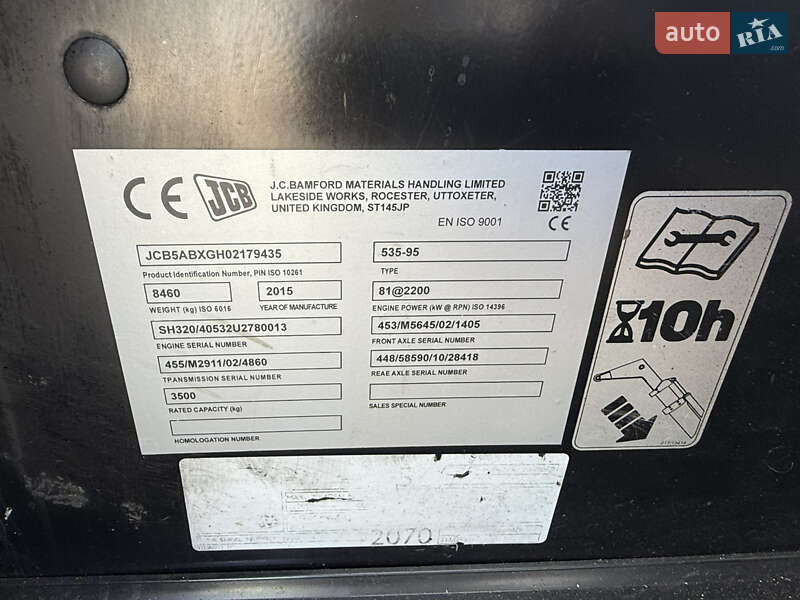 auto RIA.com
CE JCB
J.C.BAMFORD MATERIALS HANDLING LIMITED
LAKESIDE WORKS, ROCESTER, UTTOXETER,
UNITED KINGDOM, ST145JP
EN ISO 9001
CE
JCB5ABXGH02179435
Product Identification Number, PIN ISO 10261
535-95
TYPE
8460
WEIGHT (kg) ISO 6016
2015
YEAR OF MANUFACTURE
81@2200
ENGINE POWER (kW @ RPN) ISO 14396
SH320/40532U2780013
ENGINE SERIAL NUMBER
453/M5645/02/1405
FRONT AXLE SERIAL NUMBER
455/M2911/02/4860
TPANSMISSION SERIAL NUMBER
448/58590/10/28418
REAE AXLE SERIAL NUMBER
3500
RATED CAPACITY (kg)
SALES SPECIAL NUMBER
HOMOLOGATION NUMBER
10h
2070